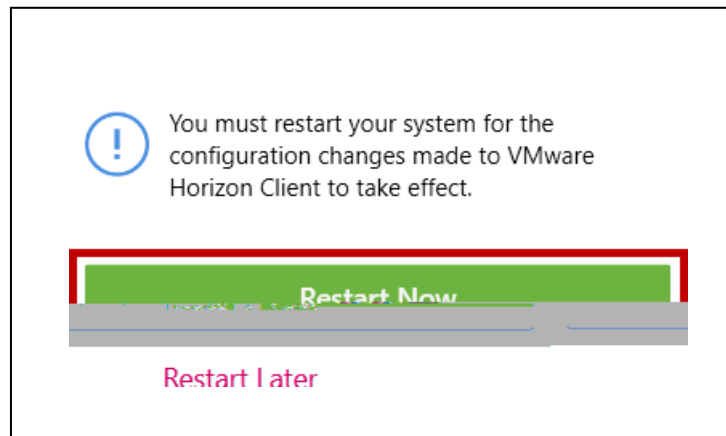 You must restart your system for the
configuration changes made to VMware
Horizon Client to take effect.
Restart Now
Restart Later